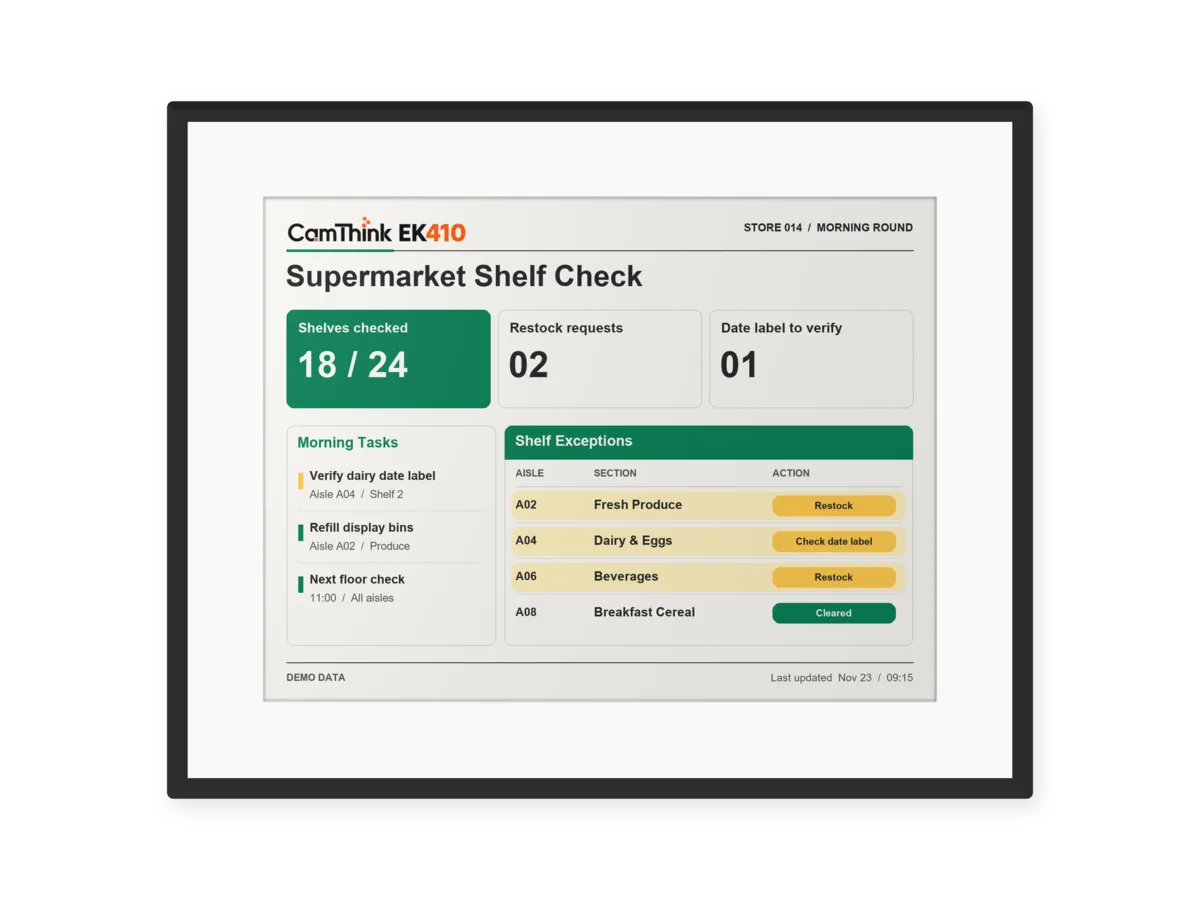 CamThink EK410
STORE 014 / MORNING ROUND
Supermarket Shelf Check
Shelves checked
18 / 24
Restock requests
02
Date label to verify
01
Morning Tasks
Verify dairy date label
Aisle A04 / Shelf 2
Refill display bins
Aisle A02 / Produce
Next floor check
11:00 / All aisles
Shelf Exceptions
AISLE SECTION ACTION
A02 Fresh Produce Restock
A04 Dairy & Eggs Check date label
A06 Beverages Restock
A08 Breakfast Cereal Cleared
DEMO DATA
Last updated Nov 23 / 09:15